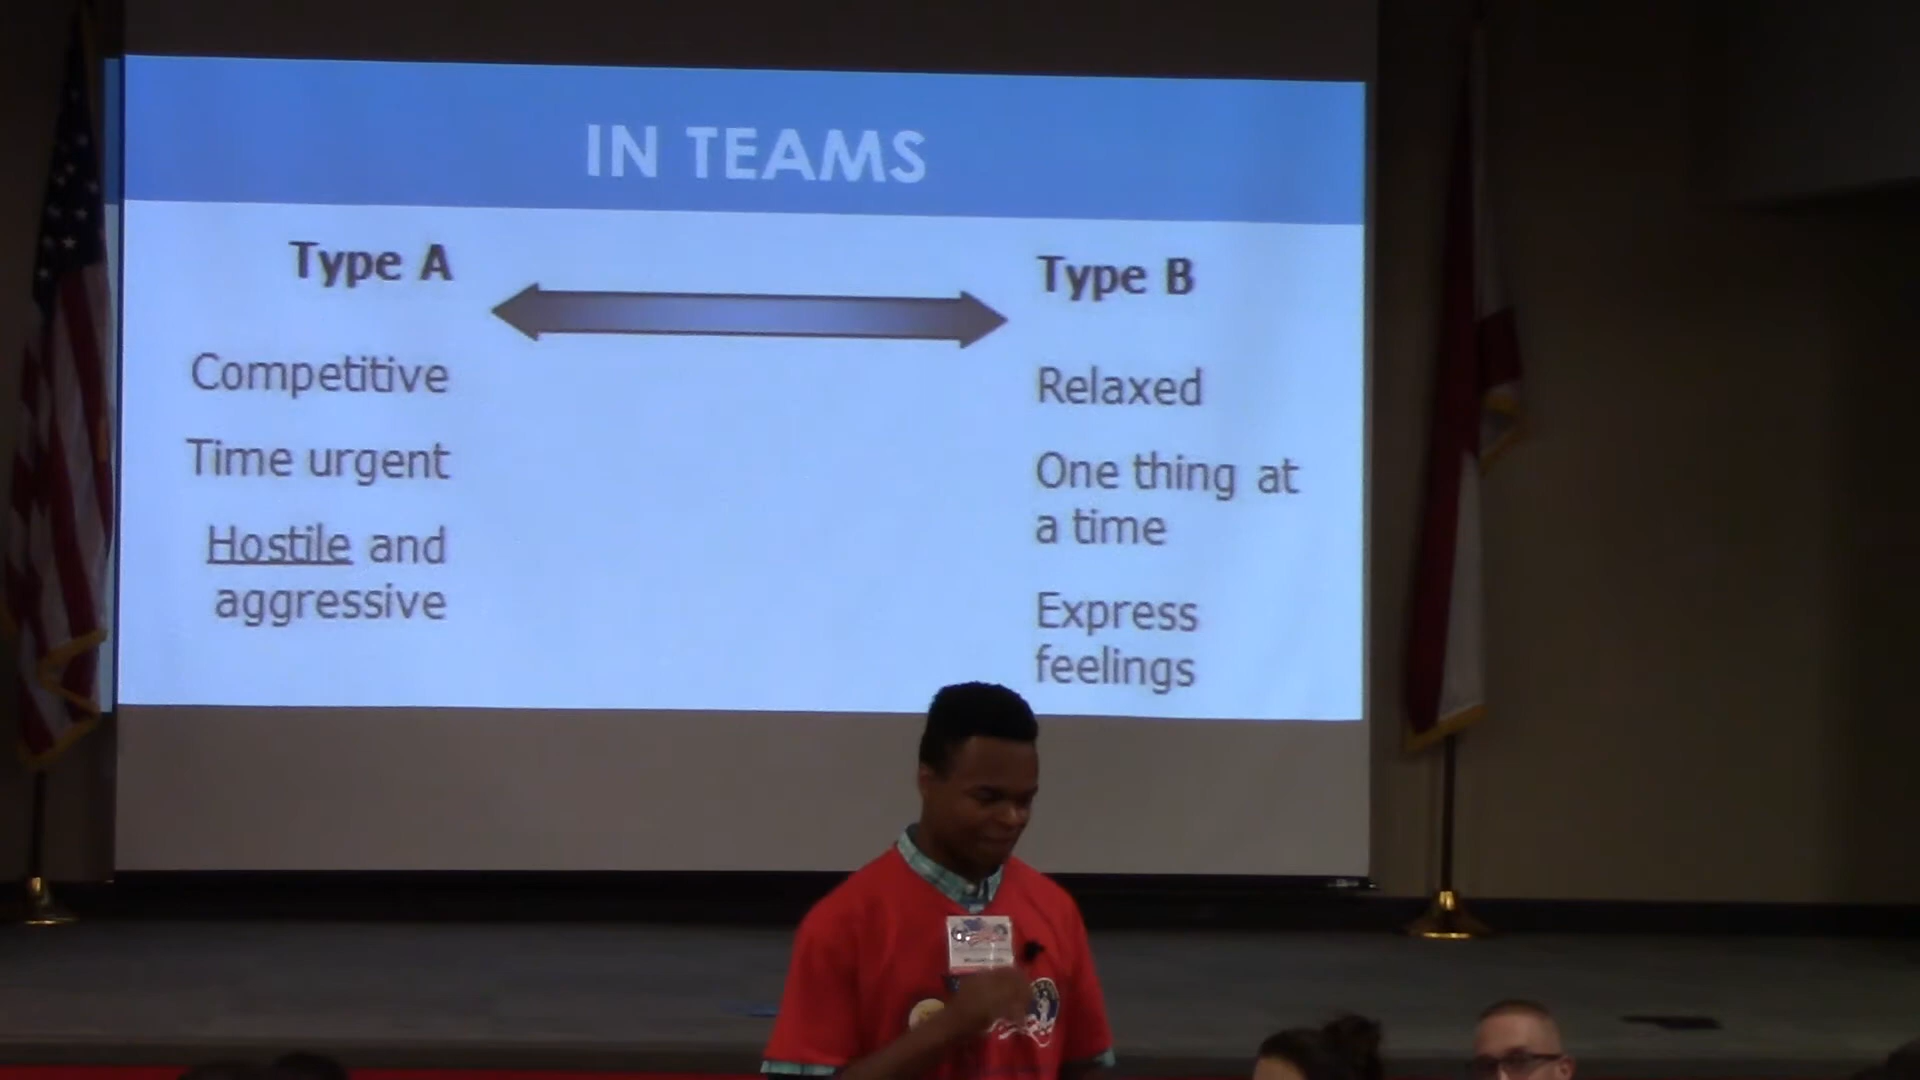 IN TEAMS
Type A
Competitive
Time urgent
Hostile and
aggressive
Type B
Relaxed
One thing at
a time
Express
feelings